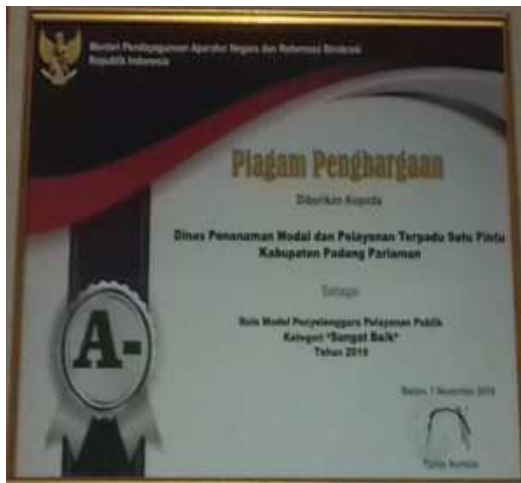 Menteri Pendayagunaan Aparatur Negara dan Reformasi Birokrasi
Republik Indonesia
Piagam Penghargaan
Diberikan Kepada
Dinas Penanaman Modal dan Pelayanan Terpadu Satu Pintu
Kabupaten Padang Pariaman
Sebagai
Role Model Penyelenggara Pelayanan Publik
Kategori "Sangat Baik"
A-